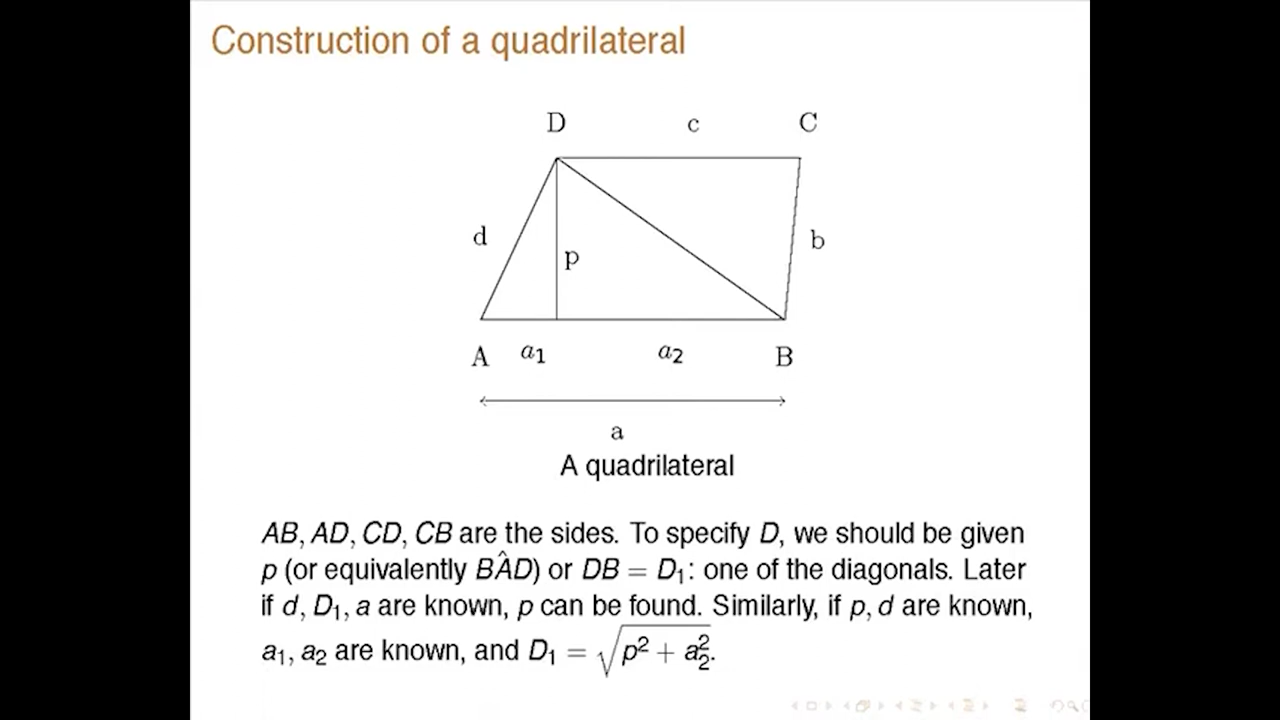 Construction of a quadrilateral
D c C
d p b
A a₁ a₂ B
a
A quadrilateral
AB, AD, CD, CB are the sides. To specify D, we should be given
p (or equivalently BÂD) or DB = D₁: one of the diagonals. Later
if d, D₁, a are known, p can be found. Similarly, if p, d are known,
a₁, a₂ are known, and D₁ = √(p² + a₂²).